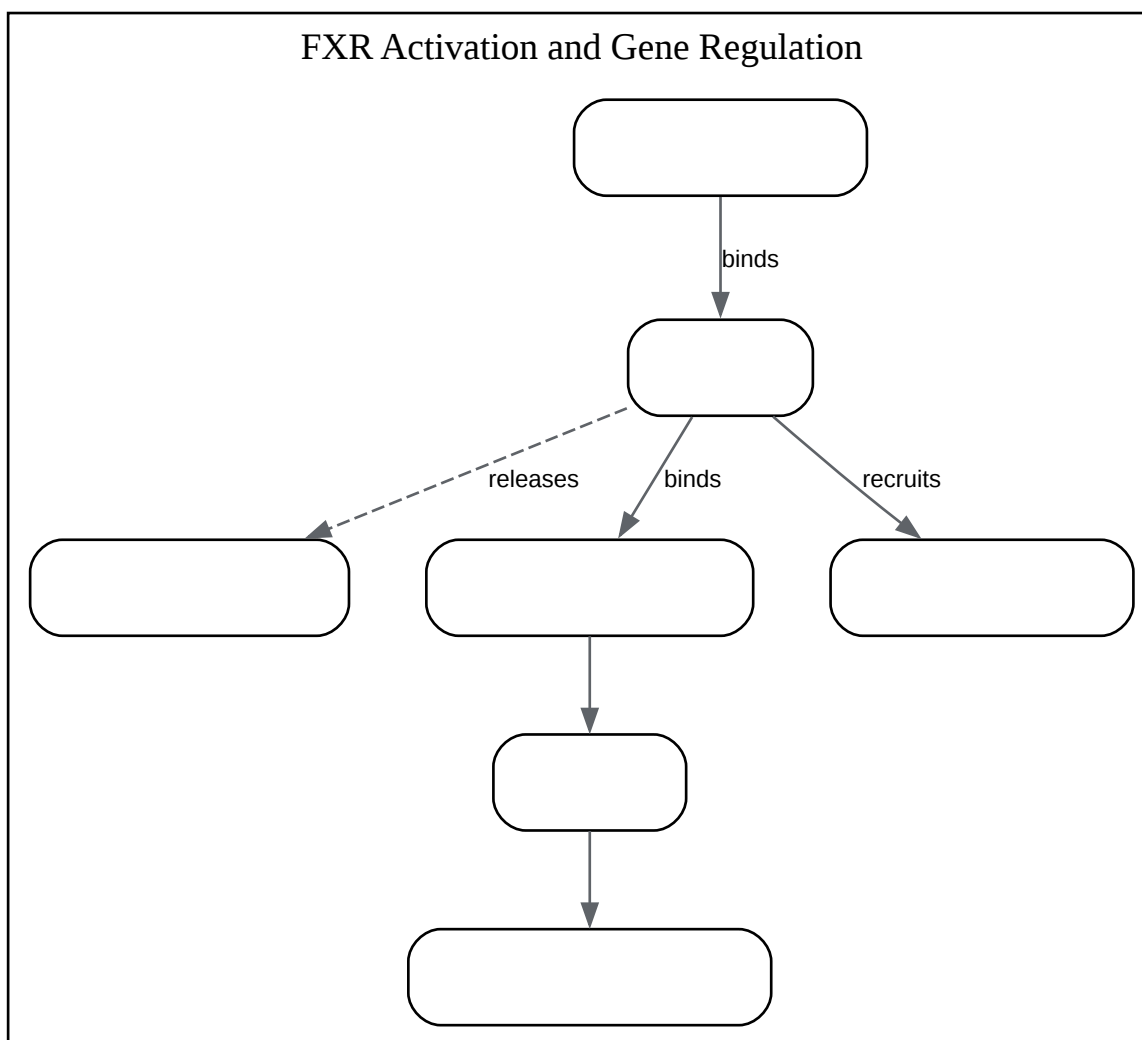 FXR Activation and Gene Regulation
binds
releases
binds
recruits